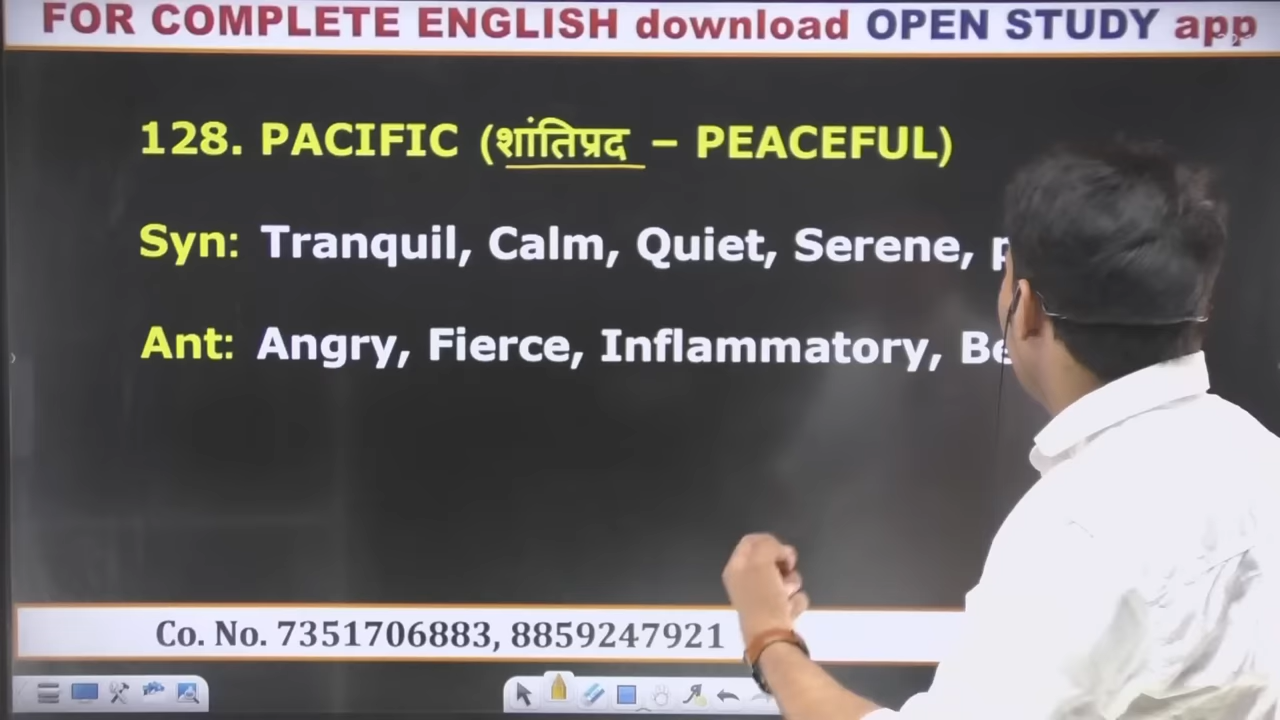 FOR COMPLETE ENGLISH download OPEN STUDY app
128. PACIFIC (शांतिप्रद – PEACEFUL)
Syn: Tranquil, Calm, Quiet, Serene,
Ant: Angry, Fierce, Inflammatory,
Co. No. 7351706883, 8859247921